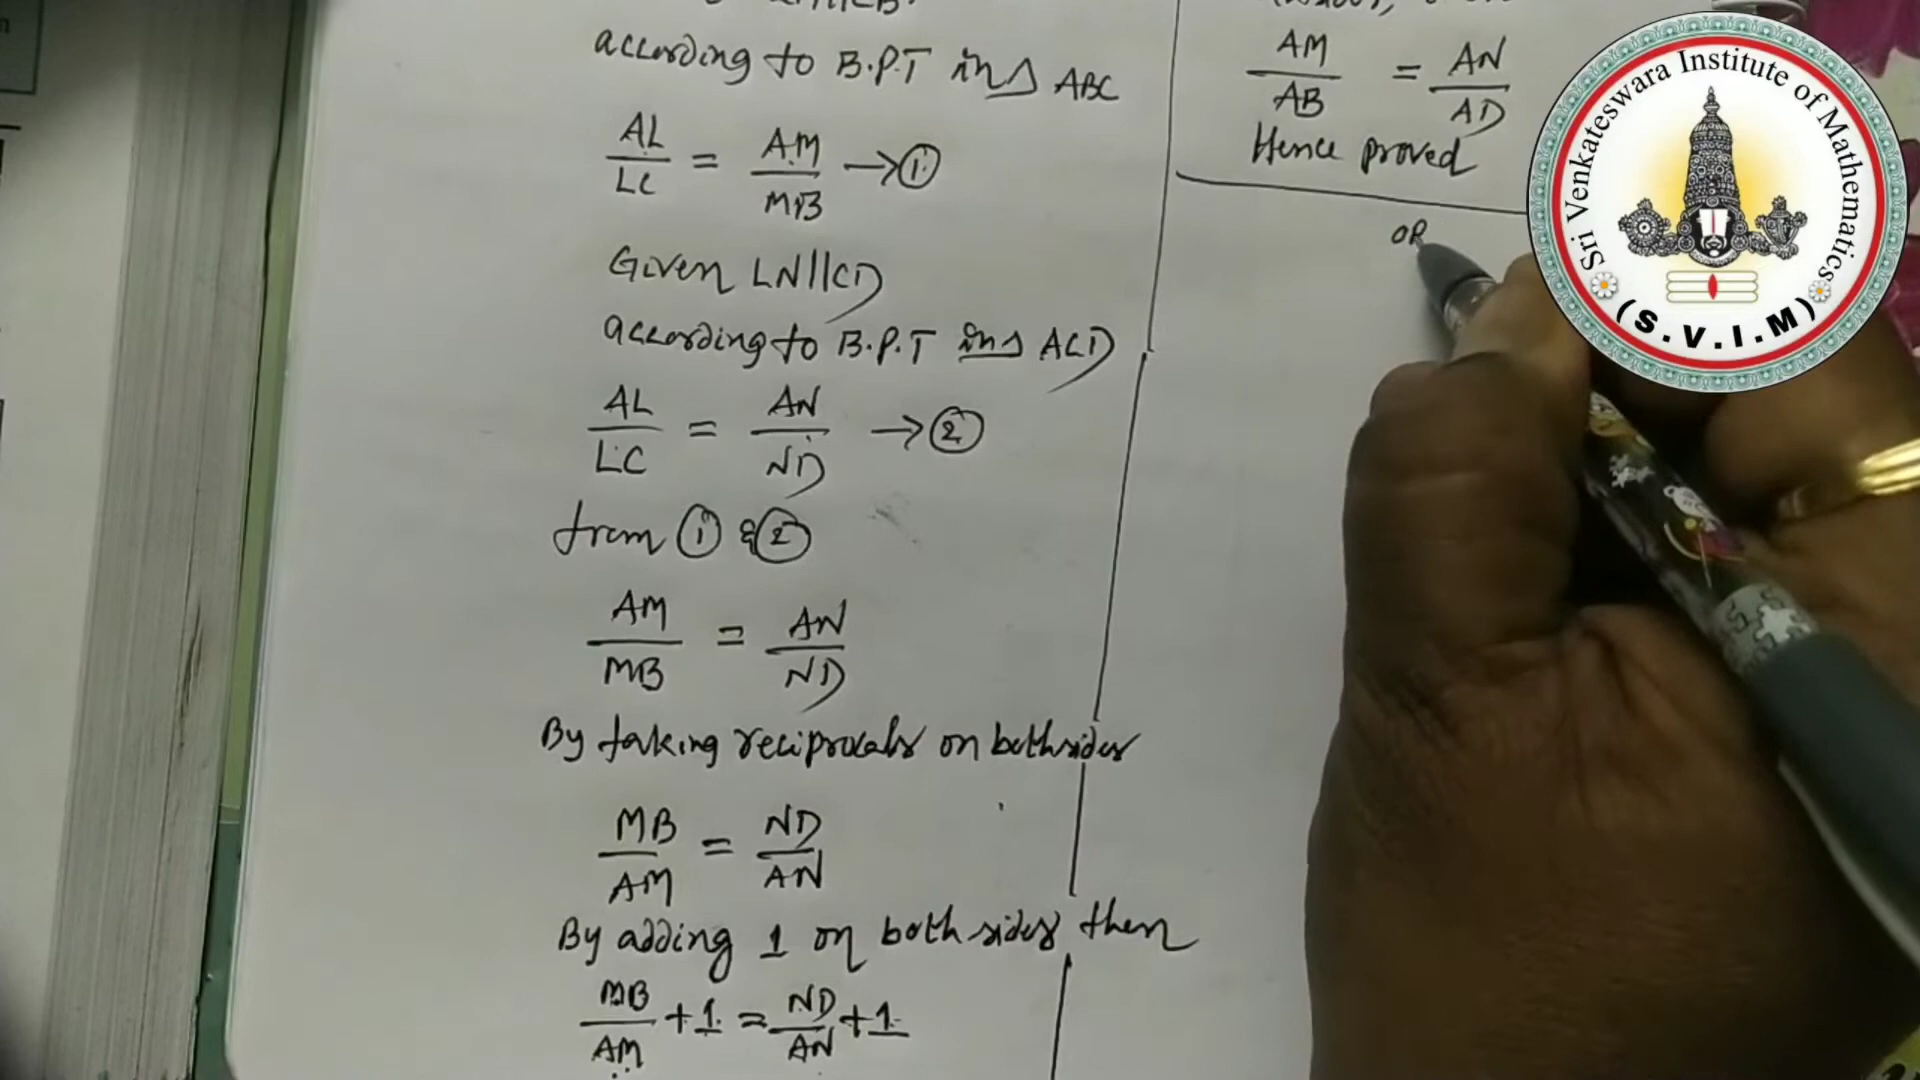 according to B.P.T in Δ ABC
AL/LC = AM/MB → ①
Given LN||CD
according to B.P.T in Δ ACD
AL/LC = AN/ND → ②
from ① & ②
AM/MB = AN/ND
By taking reciprocals on both sides
MB/AM = ND/AN
By adding 1 on both sides then
MB/AM + 1 = ND/AN + 1
AM/AB = AN/AD
Hence proved
OR
Sri Venkateswara Institute of Mathematics
(S.V.I.M)